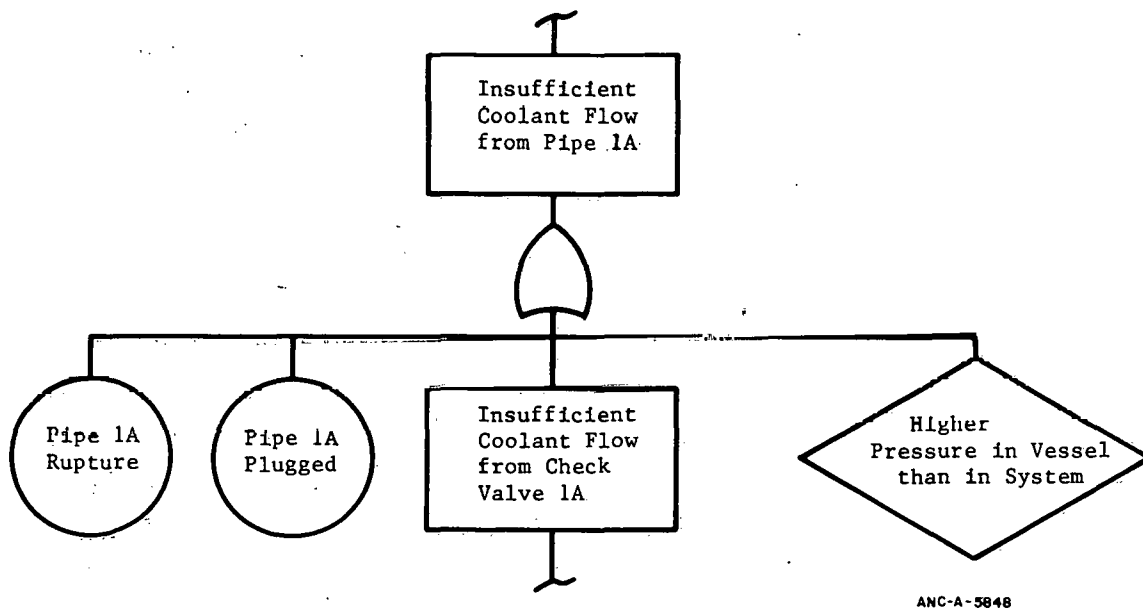 Insufficient
Coolant Flow
from Pipe 1A
Pipe 1A
Rupture
Pipe 1A
Plugged
Insufficient
Coolant Flow
from Check
Valve 1A
Higher
Pressure in Vessel
than in System
ANC-A-5848